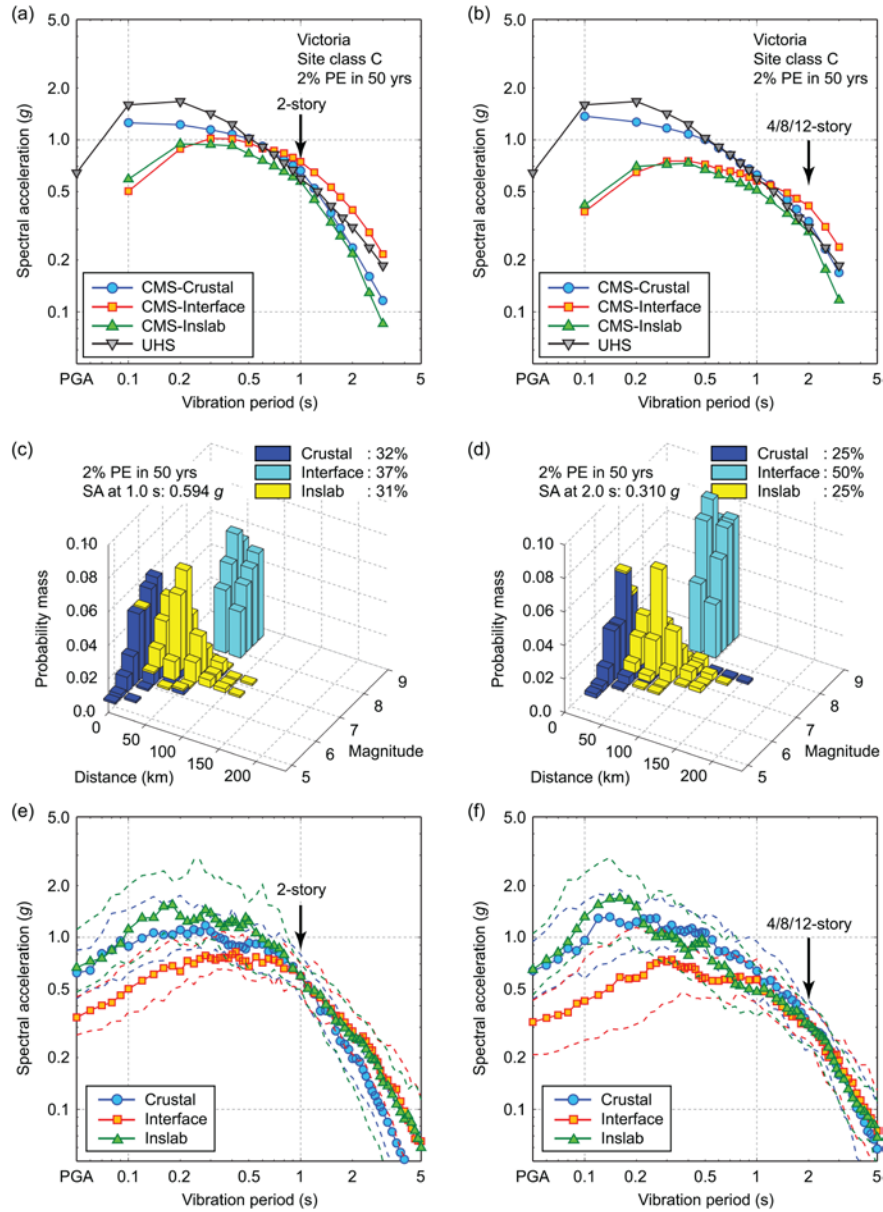 (a)
Victoria
Site class C
2% PE in 50 yrs
2-story
5.0
2.0
1.0
0.5
0.2
0.1
Spectral acceleration (g)
CMS-Crustal
CMS-Interface
CMS-Inslab
UHS
PGA 0.1 0.2 0.5 1 2 5
Vibration period (s)
(b)
Victoria
Site class C
2% PE in 50 yrs
4/8/12-story
5.0
2.0
1.0
0.5
0.2
0.1
Spectral acceleration (g)
CMS-Crustal
CMS-Interface
CMS-Inslab
UHS
PGA 0.1 0.2 0.5 1 2 5
Vibration period (s)
(c)
Crustal : 32%
Interface : 37%
Inslab : 31%
2% PE in 50 yrs
SA at 1.0 s: 0.594 g
0.10
0.08
0.06
0.04
0.02
0.0
Probability mass
0 50 100 150 200
Distance (km)
5 6 7 8 9
Magnitude
(d)
Crustal : 25%
Interface : 50%
Inslab : 25%
2% PE in 50 yrs
SA at 2.0 s: 0.310 g
0.10
0.08
0.06
0.04
0.02
0.0
Probability mass
0 50 100 150 200
Distance (km)
5 6 7 8 9
Magnitude
(e)
2-story
5.0
2.0
1.0
0.5
0.2
0.1
Spectral acceleration (g)
Crustal
Interface
Inslab
PGA 0.1 0.2 0.5 1 2 5
Vibration period (s)
(f)
4/8/12-story
5.0
2.0
1.0
0.5
0.2
0.1
Spectral acceleration (g)
Crustal
Interface
Inslab
PGA 0.1 0.2 0.5 1 2 5
Vibration period (s)